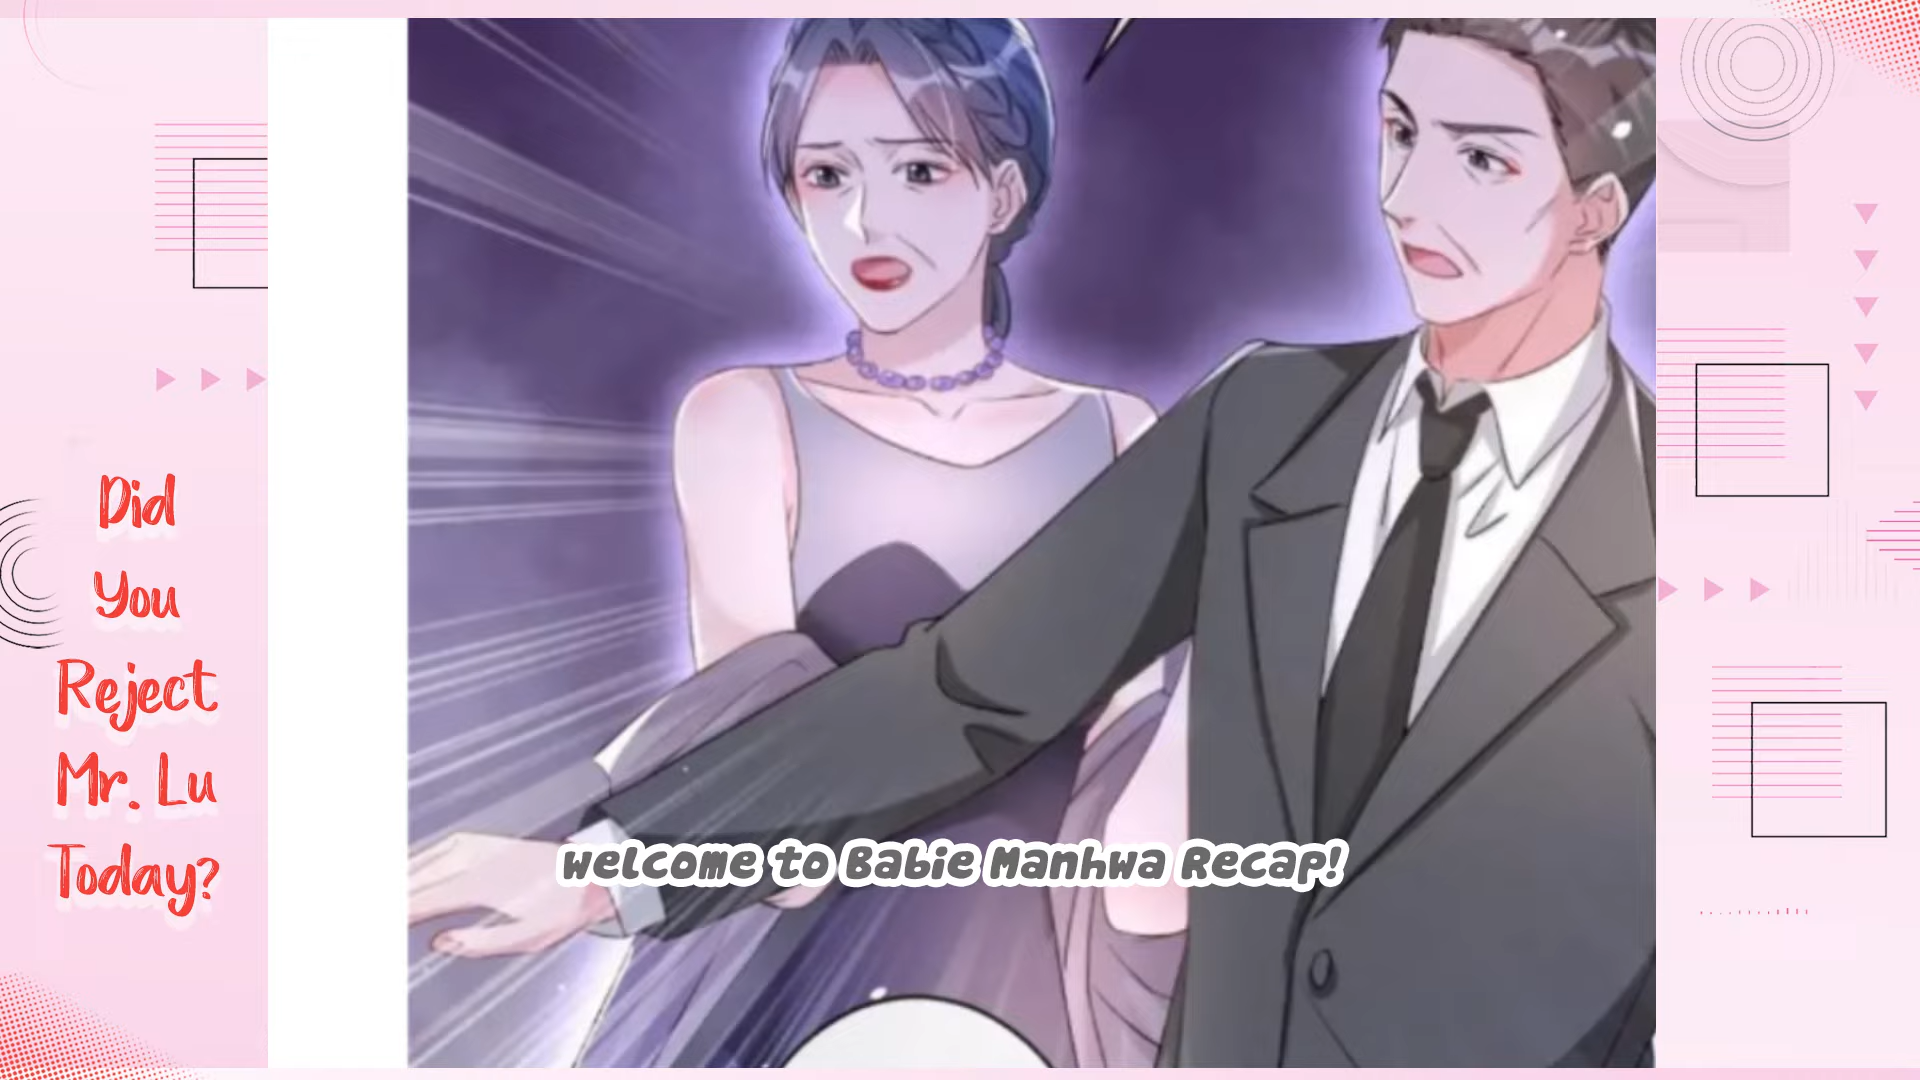 Did
You
Reject
Mr. Lu
Today?
welcome to Babie Manhwa Recap!